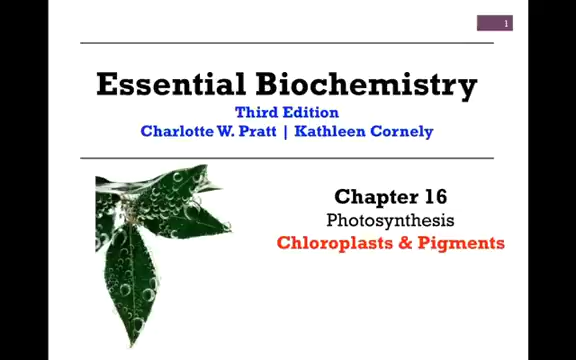 1
Essential Biochemistry
Third Edition
Charlotte W. Pratt | Kathleen Cornely
Chapter 16
Photosynthesis
Chloroplasts & Pigments